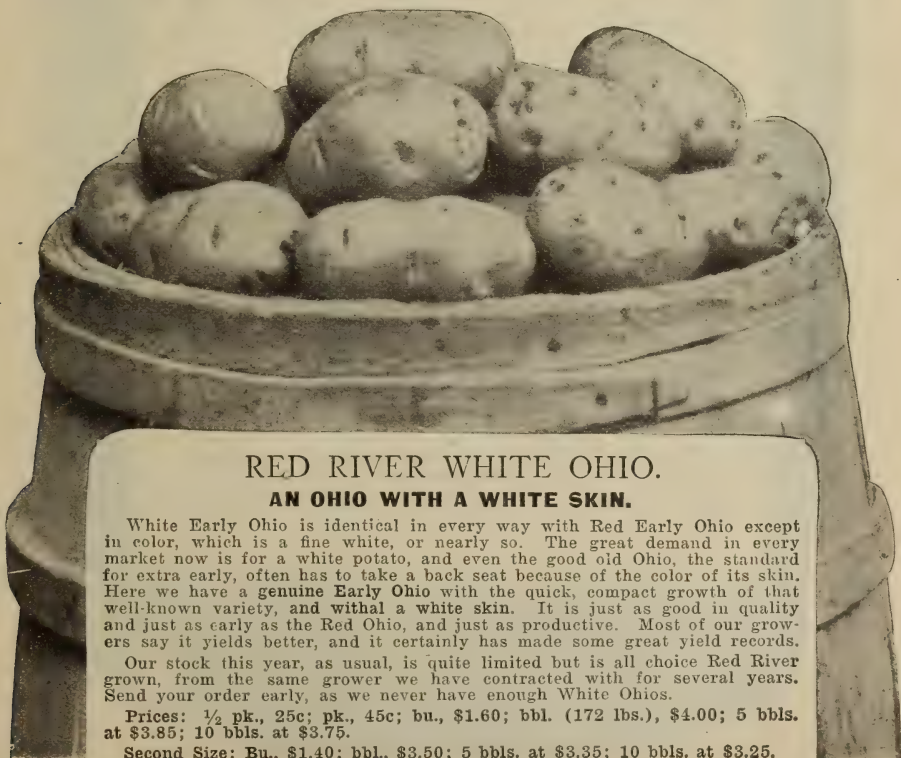 RED RIVER WHITE OHIO.
AN OHIO WITH A WHITE SKIN.
White Early Ohio is identical in every way with Red Early Ohio except
in color, which is a fine white, or nearly so. The great demand in every
market now is for a white potato, and even the good old Ohio, the standard
for extra early, often has to take a back seat because of the color of its skin.
Here we have a genuine Early Ohio with the quick, compact growth of that
well-known variety, and withal a white skin. It is just as good in quality
and just as early as the Red Ohio, and just as productive. Most of our grow-
ers say it yields better, and it certainly has made some great yield records.
Our stock this year, as usual, is quite limited but is all choice Red River
grown, from the same grower we have contracted with for several years.
Send your order early, as we never have enough White Ohios.
Prices: ½ pk., 25c; pk., 45c; bu., $1.60; bbl. (172 lbs.), $4.00; 5 bbls.
at $3.85; 10 bbls. at $3.75.
Second Size: Bu., $1.40; bbl., $3.50; 5 bbls. at $3.35; 10 bbls. at $3.25.